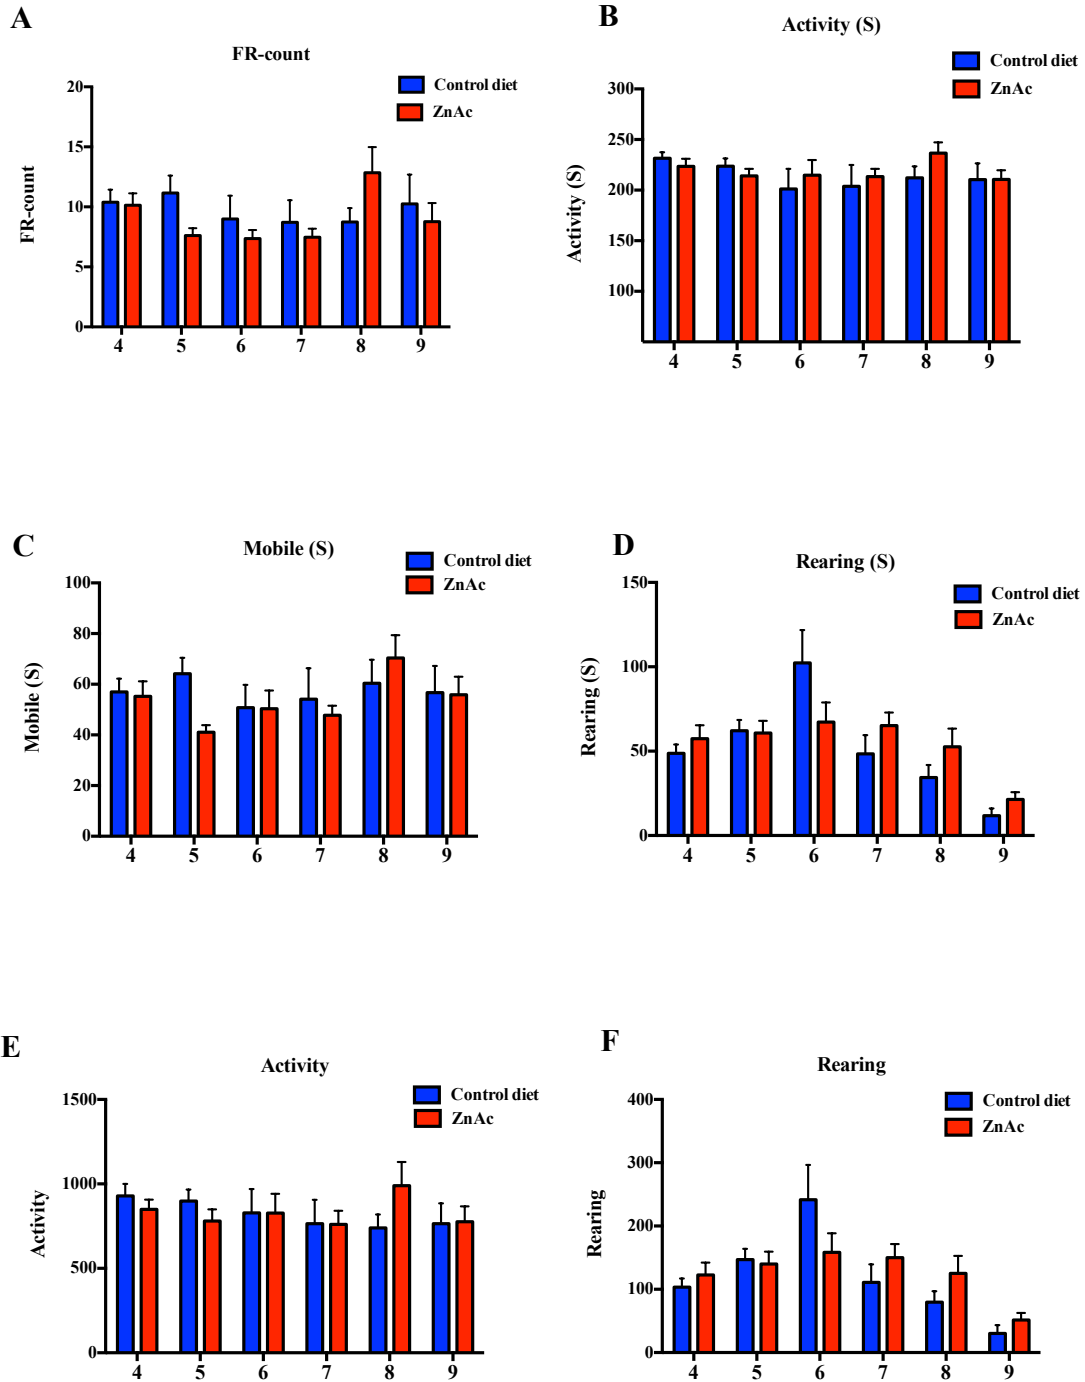 A
FR-count
Control diet
ZnAc
20
15
10
5
0
FR-count
4 5 6 7 8 9
B
Activity (S)
Control diet
ZnAc
300
250
200
150
100
Activity (S)
4 5 6 7 8 9
C
Mobile (S)
Control diet
ZnAc
100
80
60
40
20
0
Mobile (S)
4 5 6 7 8 9
D
Rearing (S)
Control diet
ZnAc
150
100
50
0
Rearing (S)
4 5 6 7 8 9
E
Activity
Control diet
ZnAc
1500
1000
500
0
Activity
4 5 6 7 8 9
F
Rearing
Control diet
ZnAc
400
300
200
100
0
Rearing
4 5 6 7 8 9